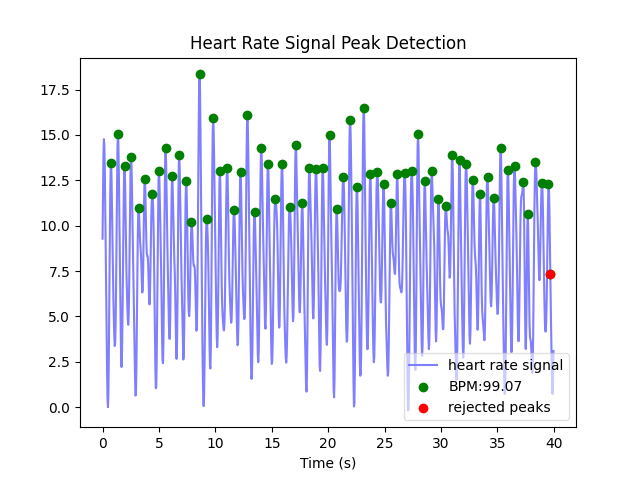 Heart Rate Signal Peak Detection
17.5
15.0
12.5
10.0
7.5
5.0
2.5
0.0
heart rate signal
BPM:99.07
rejected peaks
0 5 10 15 20 25 30 35 40
Time (s)